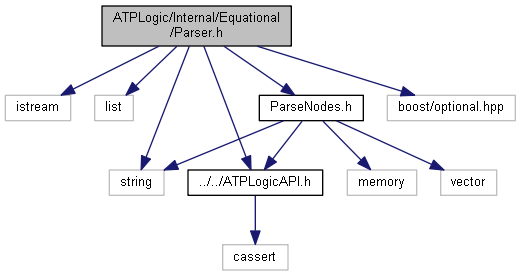 ATPLogic/Internal/Equational
/Parser.h
istream
list
ParseNodes.h
boost/optional.hpp
string
../../ATPLogicAPI.h
memory
vector
cassert